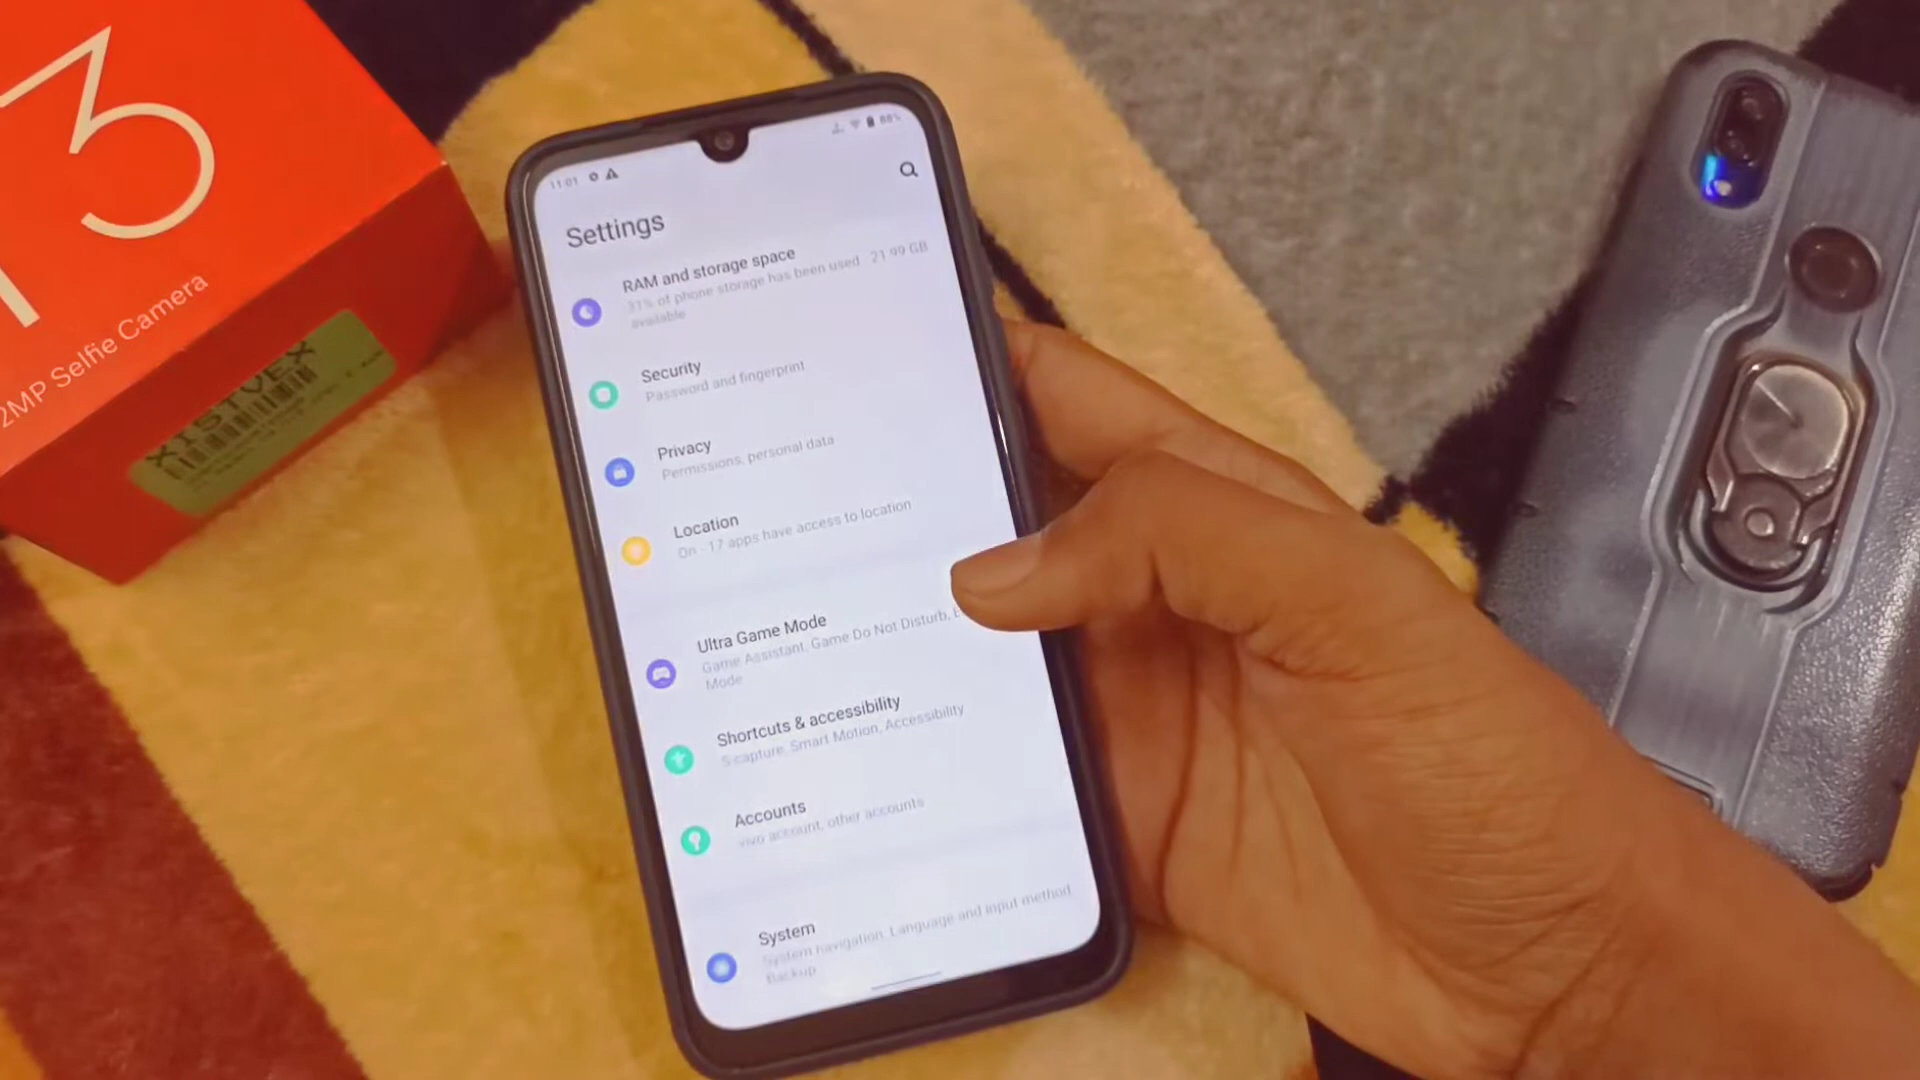 13
2MP Selfie Camera
11:01
88%
Settings
RAM and storage space
31% of phone storage has been used · 21.99 GB
available
Security
Password and fingerprint
Privacy
Permissions, personal data
Location
On · 17 apps have access to location
Ultra Game Mode
Game Assistant, Game Do Not Disturb, E
Mode
Shortcuts & accessibility
S-capture, Smart Motion, Accessibility
Accounts
vivo account, other accounts
System
System navigation, Language and input method
Backup